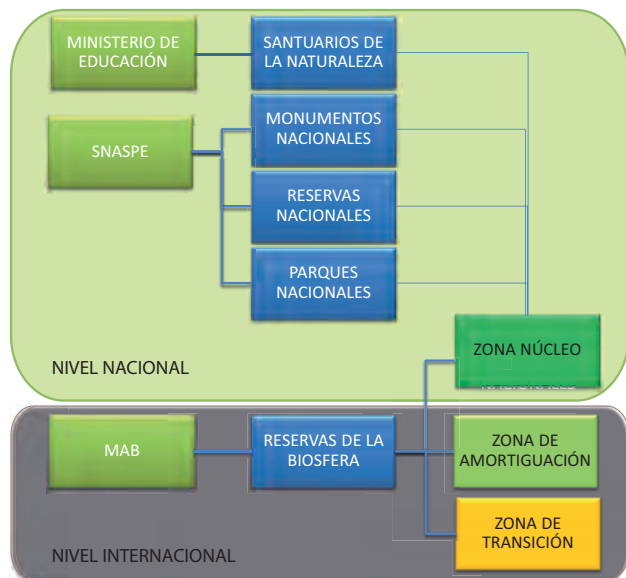 MINISTERIO DE
EDUCACIÓN
SANTUARIOS DE
LA NATURALEZA
MONUMENTOS
NACIONALES
SNASPE
RESERVAS
NACIONALES
PARQUES
NACIONALES
ZONA NÚCLEO
NACIONALES
NIVEL NACIONAL
MAB
RESERVAS DE LA
BIOSFERA
ZONA DE
AMORTIGUACIÓN
ZONA DE
TRANSICIÓN
NIVEL INTERNACIONAL